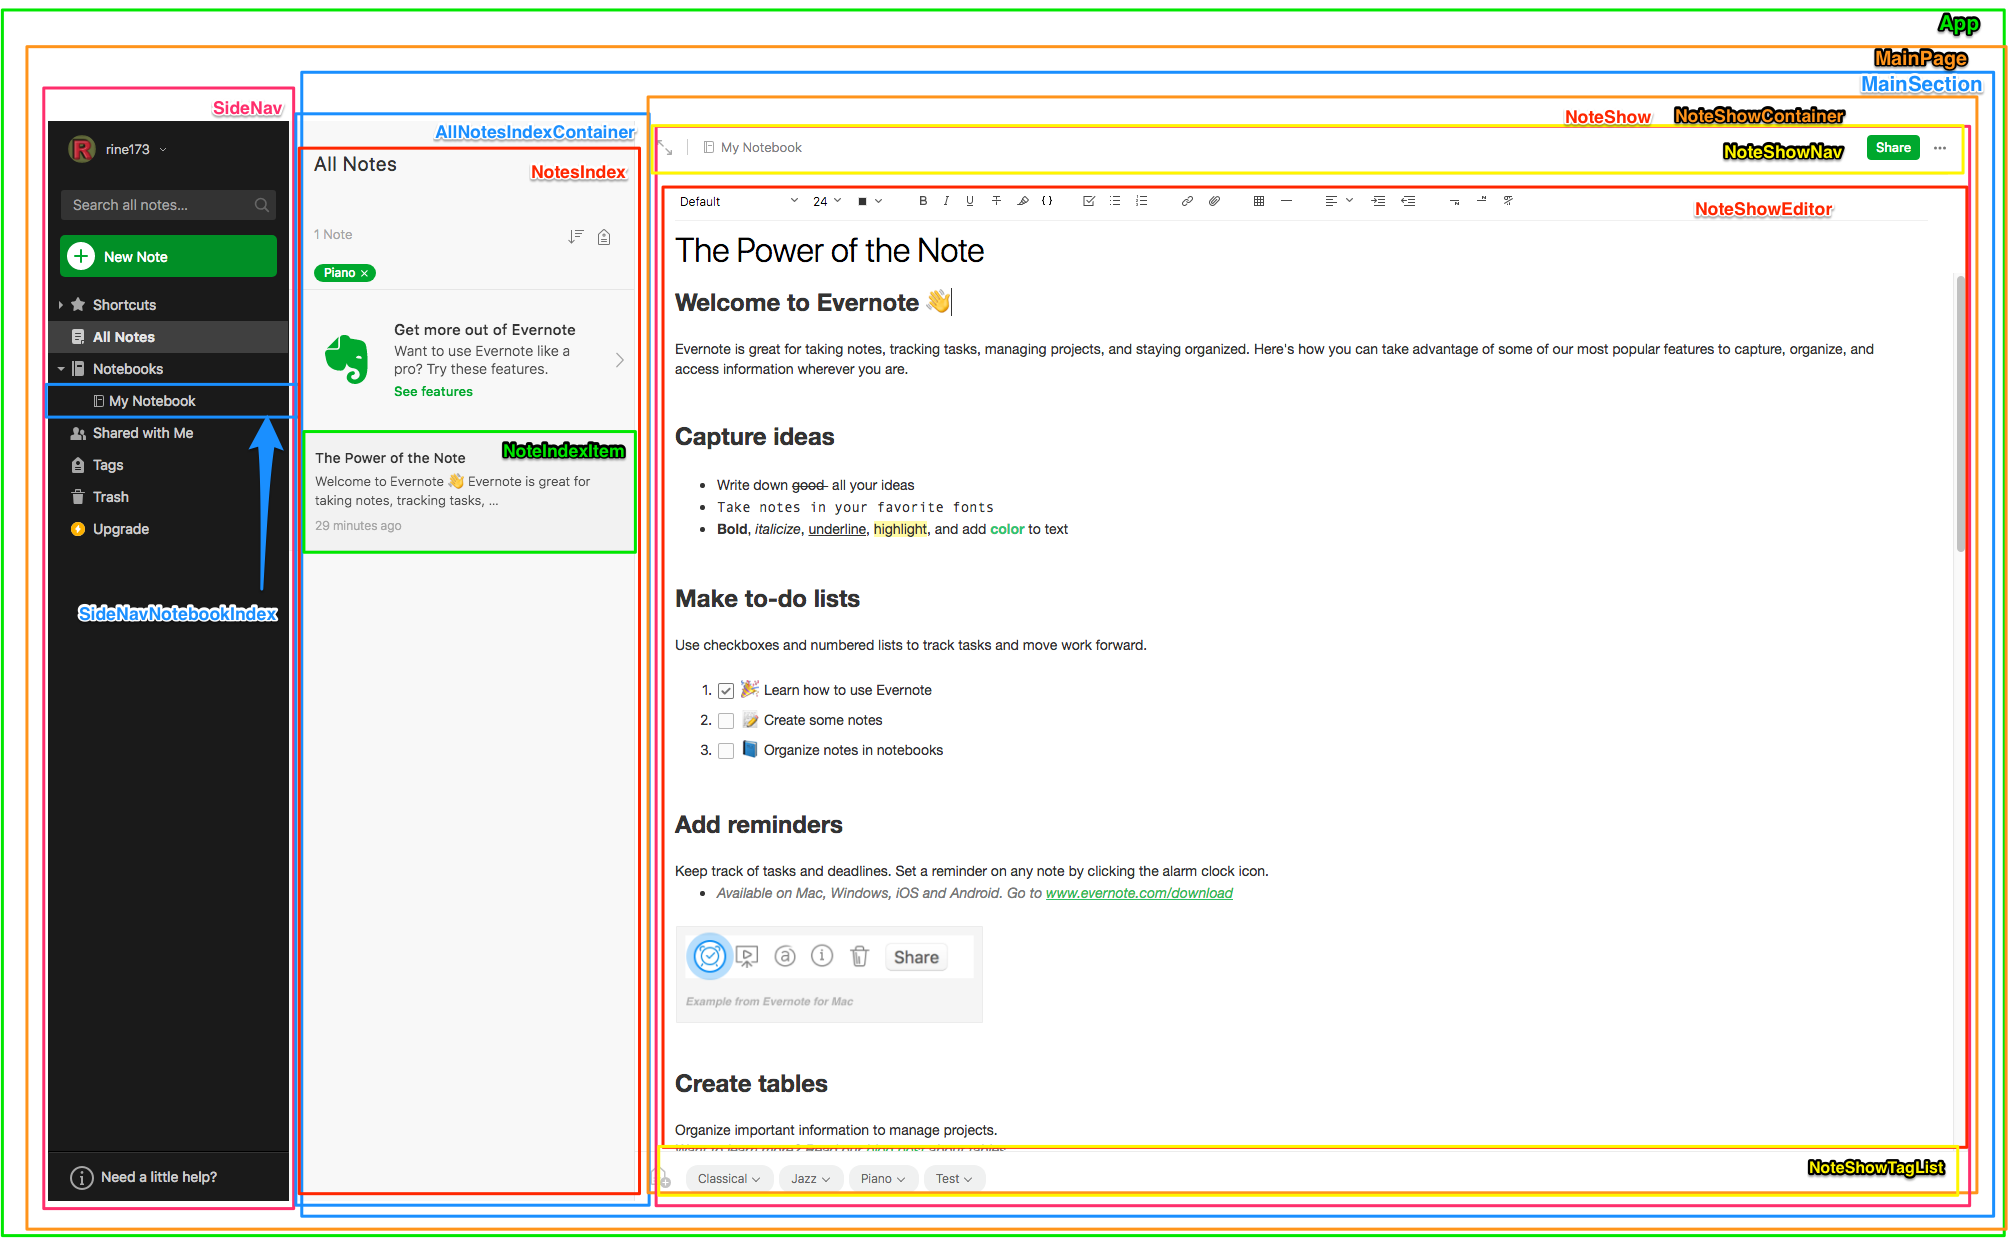 App
MainPage
MainSection
SideNav
R rine173
Search all notes...
New Note
Shortcuts
All Notes
Notebooks
My Notebook
Shared with Me
Tags
Trash
Upgrade
SideNavNotebookIndex
Need a little help?
AllNotesIndexContainer
All Notes
NotesIndex
1 Note
Piano ×
Get more out of Evernote
Want to use Evernote like a
pro? Try these features.
See features
NoteIndexItem
The Power of the Note
Welcome to Evernote 👋 Evernote is great for
taking notes, tracking tasks, ...
29 minutes ago
NoteShow NoteShowContainer
My Notebook
NoteShowNav
Share
Default 24 B I U T {}
NoteShowEditor
The Power of the Note
Welcome to Evernote 👋
Evernote is great for taking notes, tracking tasks, managing projects, and staying organized. Here's how you can take advantage of some of our most popular features to capture, organize, and
access information wherever you are.
Capture ideas
• Write down good all your ideas
• Take notes in your favorite fonts
• Bold, italicize, underline, highlight, and add color to text
Make to-do lists
Use checkboxes and numbered lists to track tasks and move work forward.
1. Learn how to use Evernote
2. Create some notes
3. Organize notes in notebooks
Add reminders
Keep track of tasks and deadlines. Set a reminder on any note by clicking the alarm clock icon.
• Available on Mac, Windows, iOS and Android. Go to www.evernote.com/download
a i Share
Example from Evernote for Mac
Create tables
Organize important information to manage projects.
Want to learn more? Read our blog post about tables
NoteShowTagList
Classical Jazz Piano Test